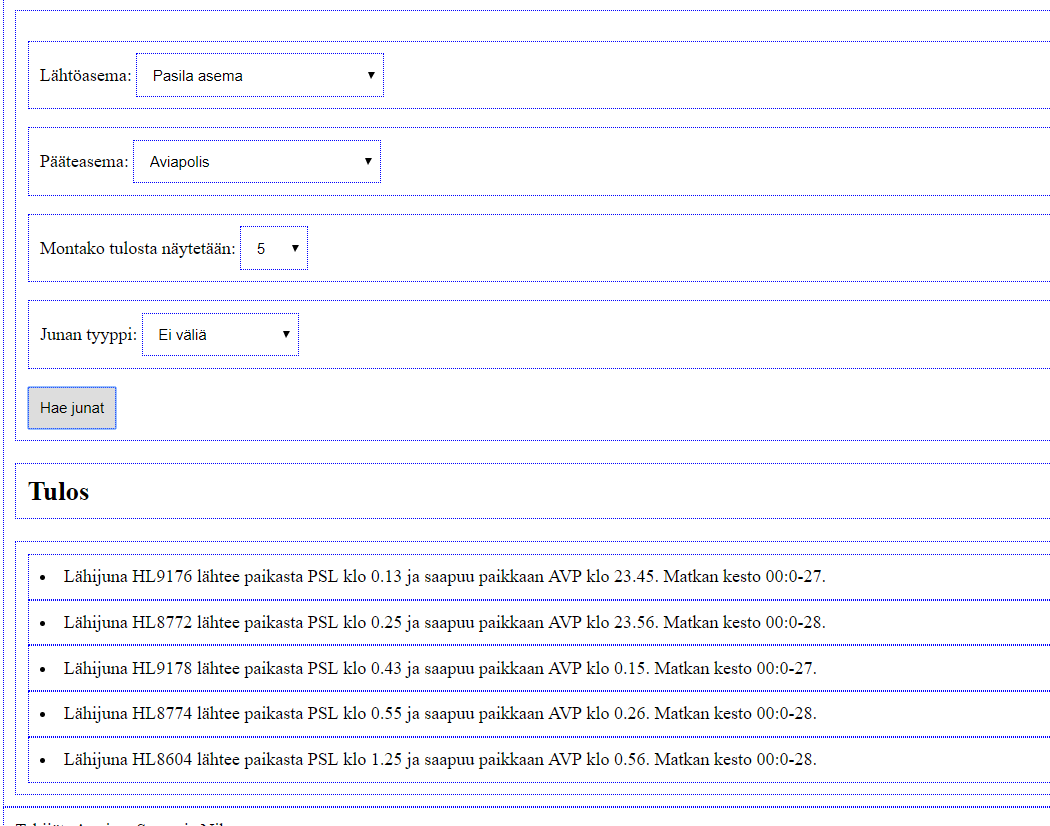 Lähtöasema: Pasila asema
Pääteasema: Aviapolis
Montako tulosta näytetään: 5
Junan tyyppi: Ei väliä
Hae junat
Tulos
Lähijuna HL9176 lähtee paikasta PSL klo 0.13 ja saapuu paikkaan AVP klo 23.45. Matkan kesto 00:0-27.
Lähijuna HL8772 lähtee paikasta PSL klo 0.25 ja saapuu paikkaan AVP klo 23.56. Matkan kesto 00:0-28.
Lähijuna HL9178 lähtee paikasta PSL klo 0.43 ja saapuu paikkaan AVP klo 0.15. Matkan kesto 00:0-27.
Lähijuna HL8774 lähtee paikasta PSL klo 0.55 ja saapuu paikkaan AVP klo 0.26. Matkan kesto 00:0-28.
Lähijuna HL8604 lähtee paikasta PSL klo 1.25 ja saapuu paikkaan AVP klo 0.56. Matkan kesto 00:0-28.